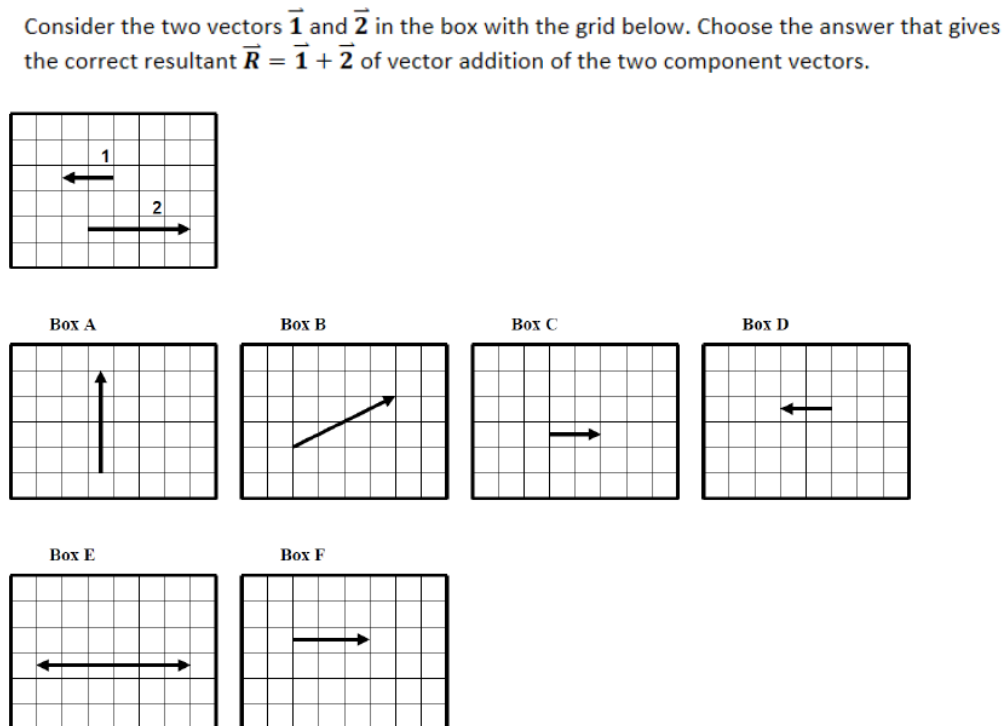 Consider the two vectors 1⃗ and 2⃗ in the box with the grid below. Choose the answer that gives
the correct resultant R⃗ = 1⃗ + 2⃗ of vector addition of the two component vectors.
1
2
Box A Box B Box C Box D
Box E Box F